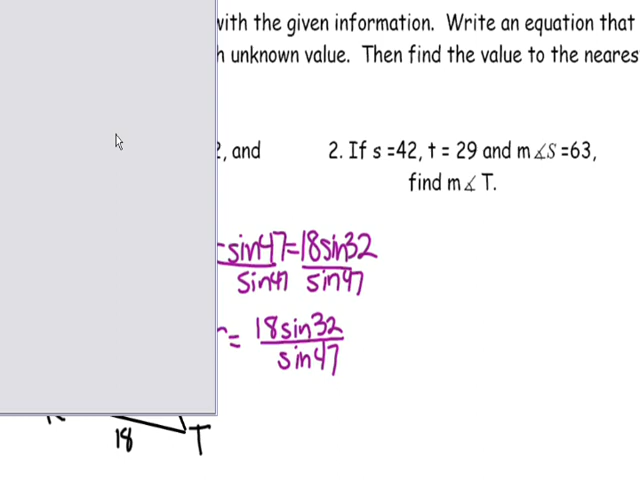 with the given information. Write an equation that
unknown value. Then find the value to the neares
, and
2. If s =42, t = 29 and m∡S =63,
find m∡ T.
sin47=18sin32
sin47 sin47
= 18sin32
sin47
18 T